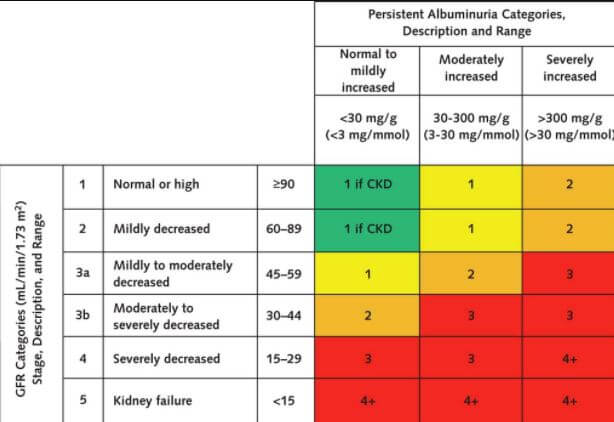 Persistent Albuminuria Categories,
Description and Range
Normal to
mildly
increased
Moderately
increased
Severely
increased
<30 mg/g
(<3 mg/mmol)
30-300 mg/g
(3-30 mg/mmol)
>300 mg/g
(>30 mg/mmol)
GFR Categories (mL/min/1.73 m²)
Stage, Description, and Range
1 Normal or high ≥90 1 if CKD 1 2
2 Mildly decreased 60–89 1 if CKD 1 2
3a Mildly to moderately
decreased 45–59 1 2 3
3b Moderately to
severely decreased 30–44 2 3 3
4 Severely decreased 15–29 3 3 4+
5 Kidney failure <15 4+ 4+ 4+